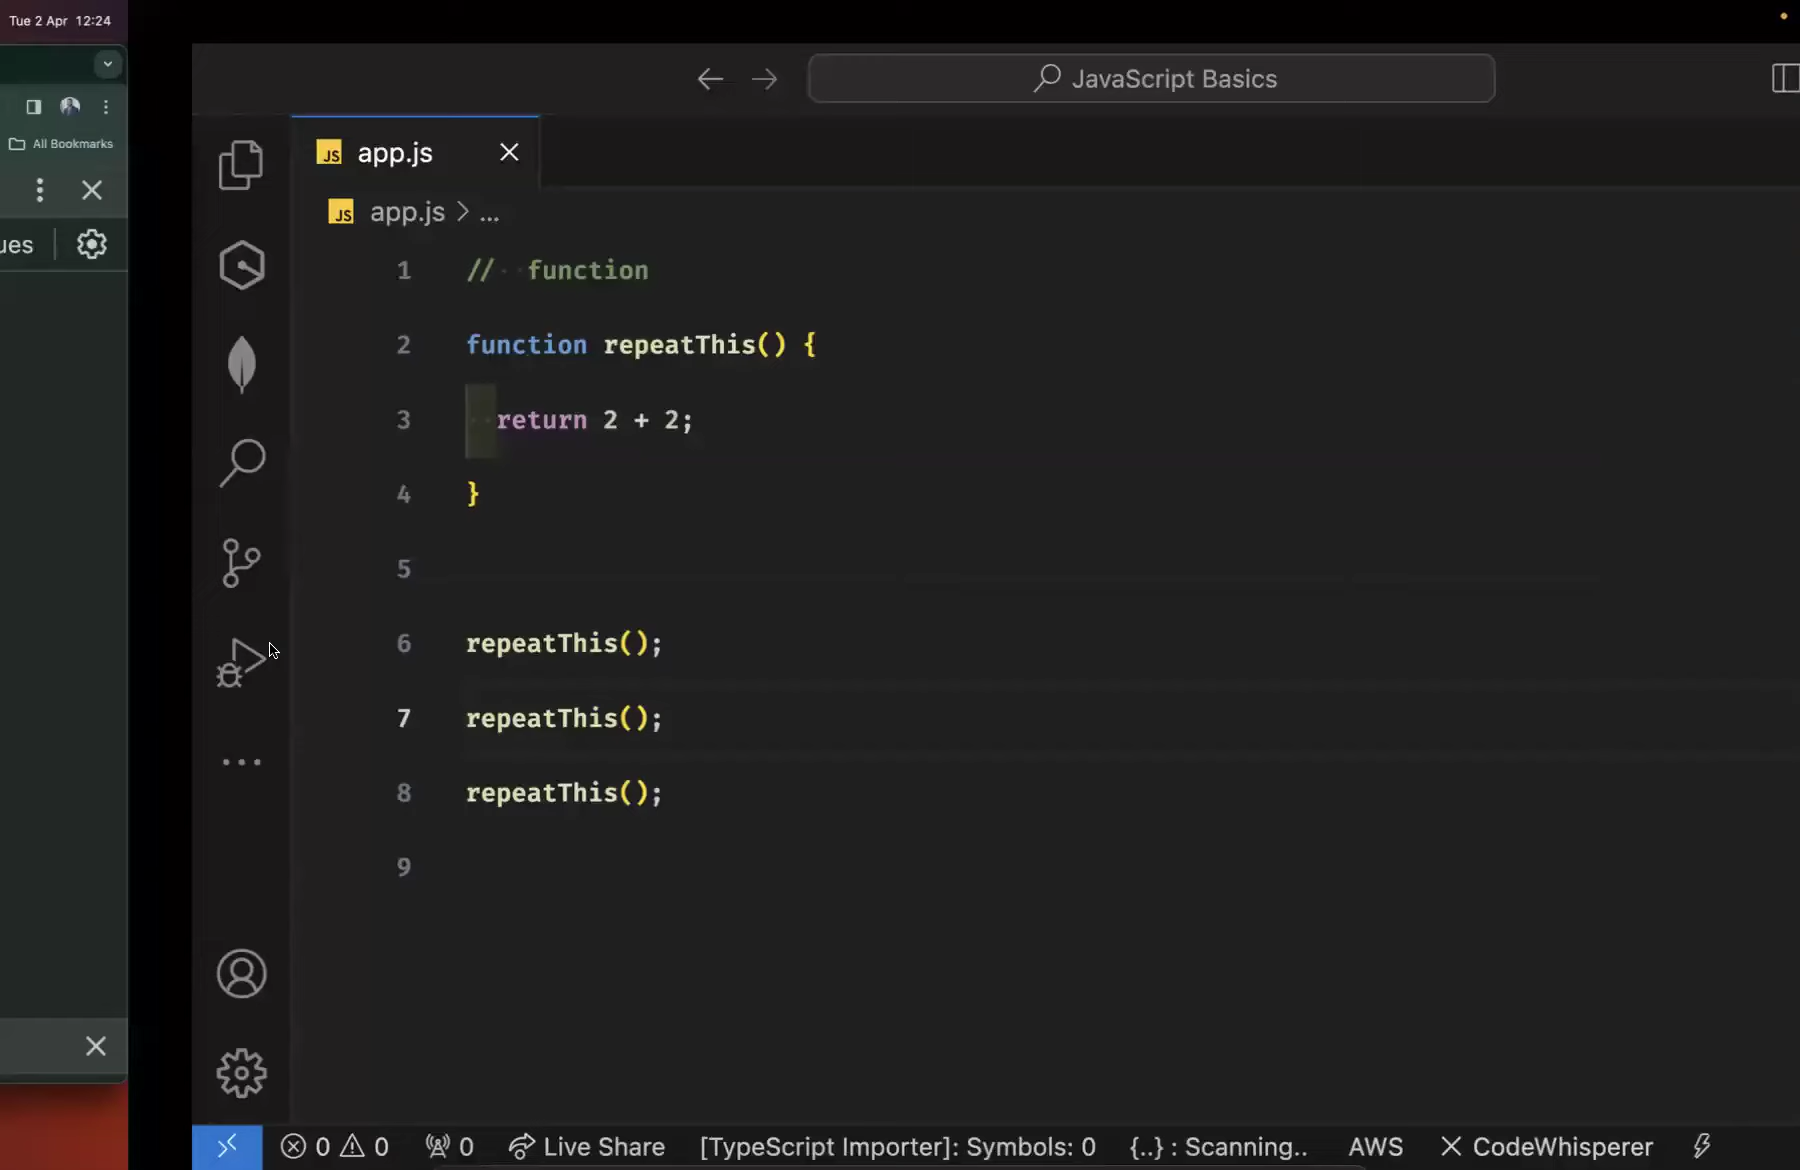 Tue 2 Apr 12:24
All Bookmarks
ues
JavaScript Basics
JS app.js
JS app.js > ...
1 // function
2 function repeatThis() {
3 return 2 + 2;
4 }
5
6 repeatThis();
7 repeatThis();
8 repeatThis();
9
0 0 0 Live Share [TypeScript Importer]: Symbols: 0 {..} : Scanning.. AWS CodeWhisperer